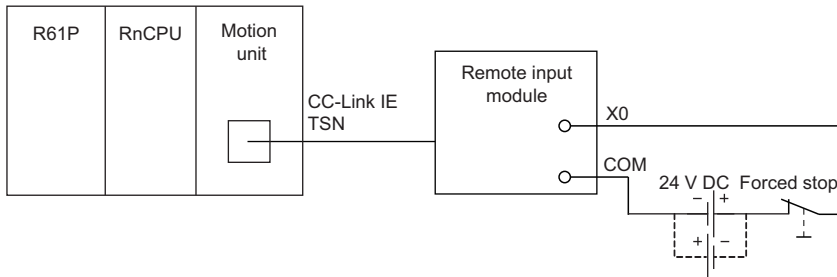 R61P
RnCPU
Motion
unit
CC-Link IE
TSN
Remote input
module
X0
COM
24 V DC
Forced stop
− +
+ −